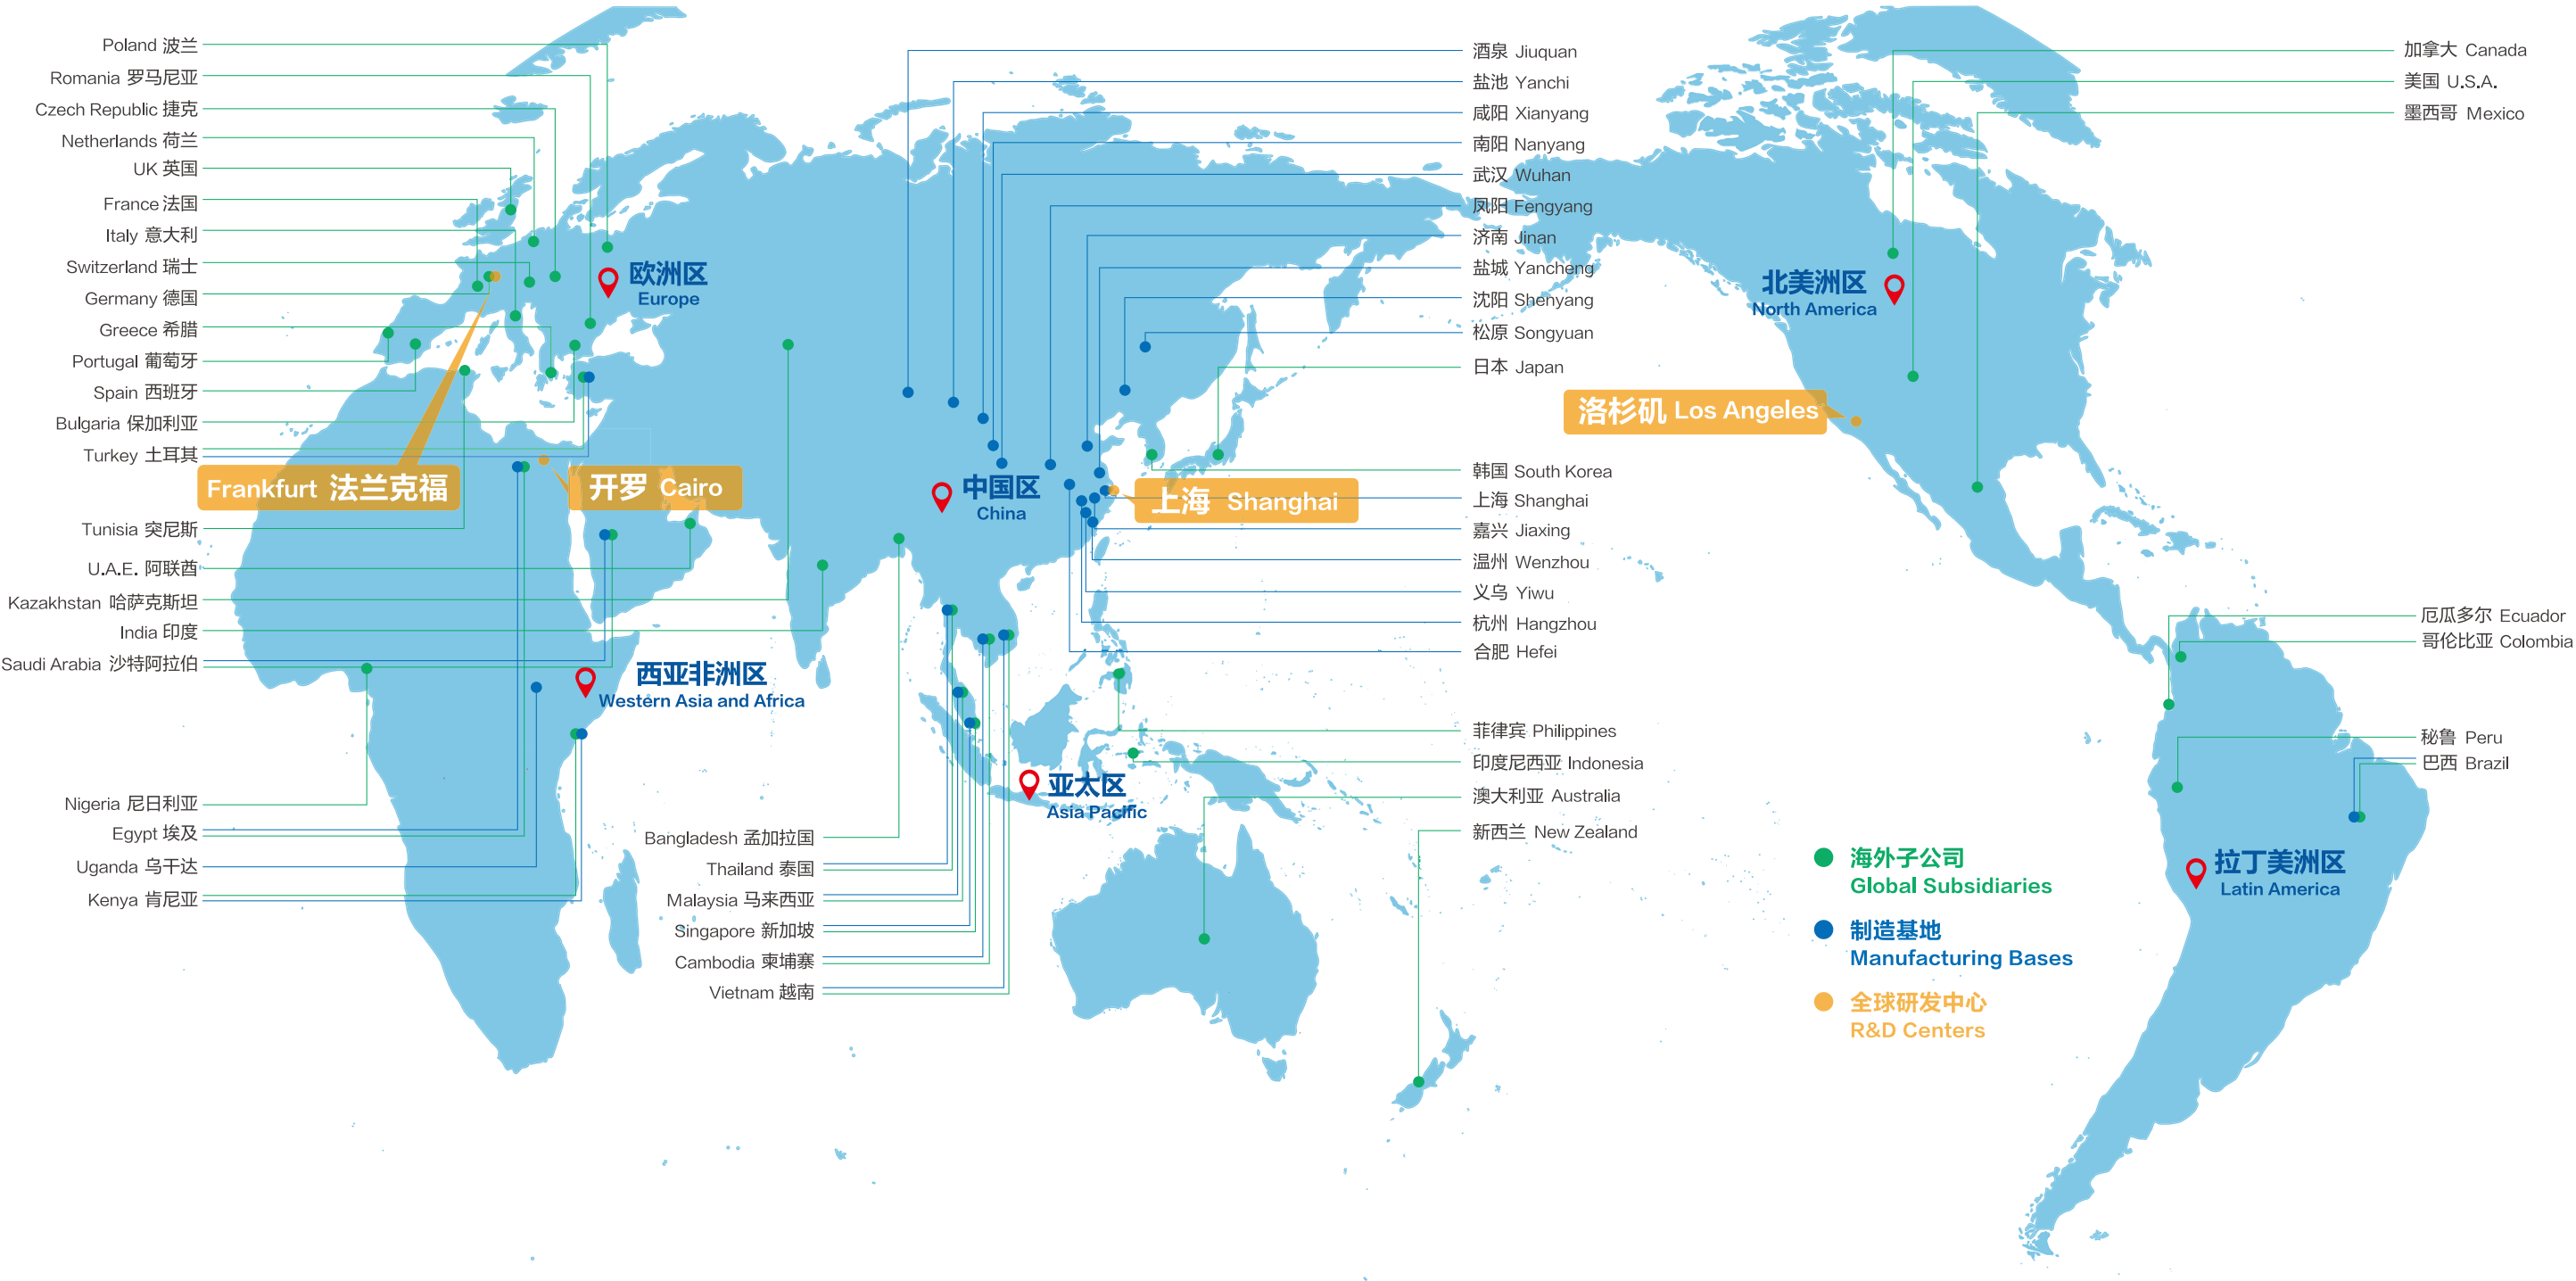 Poland 波兰
Romania 罗马尼亚
Czech Republic 捷克
Netherlands 荷兰
UK 英国
France 法国
Italy 意大利
Switzerland 瑞士
Germany 德国
Greece 希腊
Portugal 葡萄牙
Spain 西班牙
Bulgaria 保加利亚
Turkey 土耳其
Frankfurt 法兰克福
开罗 Cairo
Tunisia 突尼斯
U.A.E. 阿联酋
Kazakhstan 哈萨克斯坦
India 印度
Saudi Arabia 沙特阿拉伯
Nigeria 尼日利亚
Egypt 埃及
Uganda 乌干达
Kenya 肯尼亚
欧洲区
Europe
西亚非洲区
Western Asia and Africa
Bangladesh 孟加拉国
Thailand 泰国
Malaysia 马来西亚
Singapore 新加坡
Cambodia 柬埔寨
Vietnam 越南
中国区
China
上海 Shanghai
亚太区
Asia Pacific
酒泉 Jiuquan
盐池 Yanchi
咸阳 Xianyang
南阳 Nanyang
武汉 Wuhan
凤阳 Fengyang
济南 Jinan
盐城 Yancheng
沈阳 Shenyang
松原 Songyuan
日本 Japan
韩国 South Korea
上海 Shanghai
嘉兴 Jiaxing
温州 Wenzhou
义乌 Yiwu
杭州 Hangzhou
合肥 Hefei
菲律宾 Philippines
印度尼西亚 Indonesia
澳大利亚 Australia
新西兰 New Zealand
北美洲区
North America
洛杉矶 Los Angeles
加拿大 Canada
美国 U.S.A.
墨西哥 Mexico
厄瓜多尔 Ecuador
哥伦比亚 Colombia
秘鲁 Peru
巴西 Brazil
拉丁美洲区
Latin America
海外子公司
Global Subsidiaries
制造基地
Manufacturing Bases
全球研发中心
R&D Centers